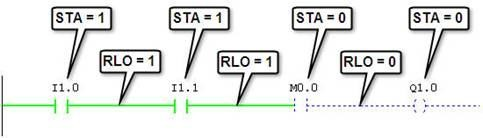 STA = 1 STA = 1 STA = 0 STA = 0
RLO = 1 RLO = 1 RLO = 0
I1.0 I1.1 M0.0 Q1.0